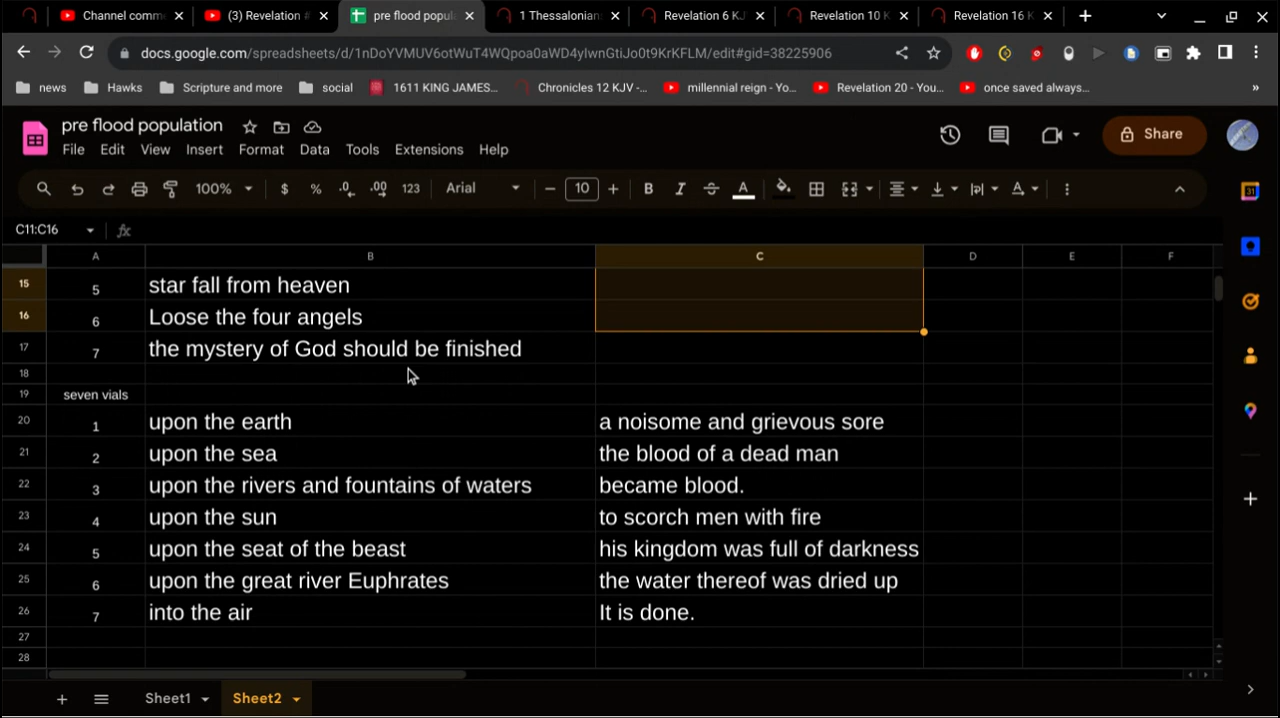 Channel comm
(3) Revelation
pre flood popul
1 Thessalonian
Revelation 6 KJ
Revelation 10 K
Revelation 16 K
docs.google.com/spreadsheets/d/1nDoYVMUV6otWuT4WQpoa0aWD4ylwnGtiJo0t9KrKFLM/edit#gid=38225906
news Hawks Scripture and more social 1611 KING JAMES... Chronicles 12 KJV -... millennial reign - Yo... Revelation 20 - You... once saved always... »
pre flood population
File Edit View Insert Format Data Tools Extensions Help
Share
100% $ % .0 .00 123 Arial 10 B I S A
C11:C16 fx
A B C D E F
15 5 star fall from heaven
16 6 Loose the four angels
17 7 the mystery of God should be finished
18
19 seven vials
20 1 upon the earth a noisome and grievous sore
21 2 upon the sea the blood of a dead man
22 3 upon the rivers and fountains of waters became blood.
23 4 upon the sun to scorch men with fire
24 5 upon the seat of the beast his kingdom was full of darkness
25 6 upon the great river Euphrates the water thereof was dried up
26 7 into the air It is done.
27
28
Sheet1 Sheet2